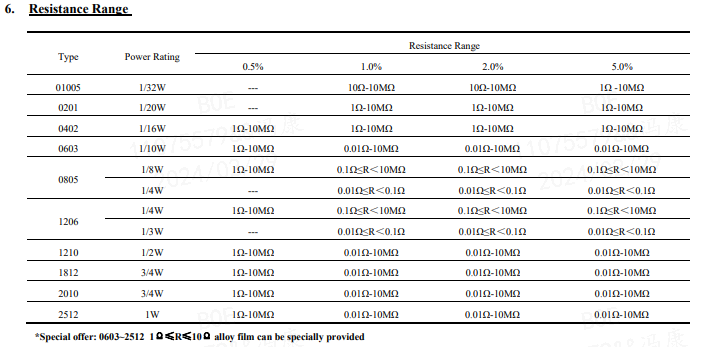 6. Resistance Range
Type Power Rating Resistance Range
0.5% 1.0% 2.0% 5.0%
01005 1/32W --- 10Ω-10MΩ 10Ω-10MΩ 1Ω -10MΩ
0201 1/20W --- 1Ω-10MΩ 1Ω-10MΩ 1Ω-10MΩ
0402 1/16W 1Ω-10MΩ 1Ω-10MΩ 1Ω-10MΩ 1Ω-10MΩ
0603 1/10W 1Ω-10MΩ 0.01Ω-10MΩ 0.01Ω-10MΩ 0.01Ω-10MΩ
0805 1/8W 1Ω-10MΩ 0.1Ω≤R<10MΩ 0.1Ω≤R<10MΩ 0.1Ω≤R<10MΩ
1/4W --- 0.01Ω≤R<0.1Ω 0.01Ω≤R<0.1Ω 0.01Ω≤R<0.1Ω
1206 1/4W 1Ω-10MΩ 0.1Ω≤R<10MΩ 0.1Ω≤R<10MΩ 0.1Ω≤R<10MΩ
1/3W --- 0.01Ω≤R<0.1Ω 0.01Ω≤R<0.1Ω 0.01Ω≤R<0.1Ω
1210 1/2W 1Ω-10MΩ 0.01Ω-10MΩ 0.01Ω-10MΩ 0.01Ω-10MΩ
1812 3/4W 1Ω-10MΩ 0.01Ω-10MΩ 0.01Ω-10MΩ 0.01Ω-10MΩ
2010 3/4W 1Ω-10MΩ 0.01Ω-10MΩ 0.01Ω-10MΩ 0.01Ω-10MΩ
2512 1W 1Ω-10MΩ 0.01Ω-10MΩ 0.01Ω-10MΩ 0.01Ω-10MΩ
*Special offer: 0603~2512 1Ω≤R≤10Ω alloy film can be specially provided